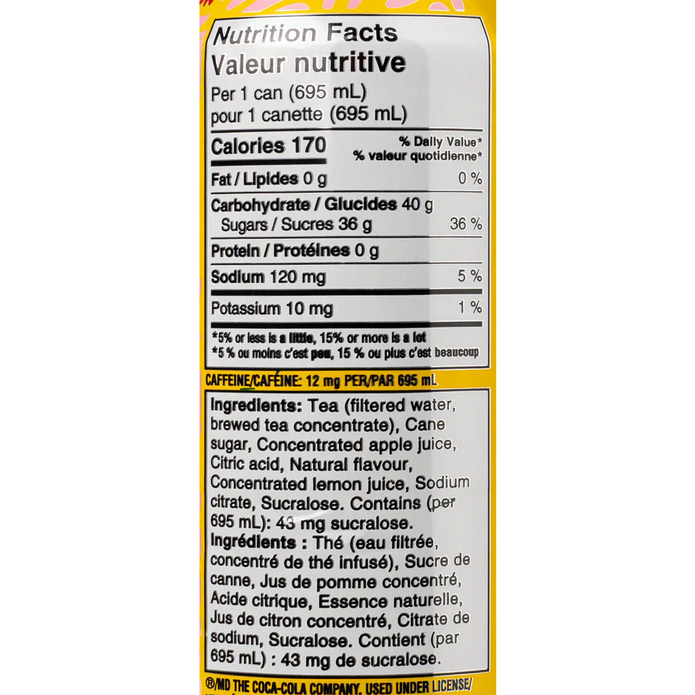 Nutrition Facts
Valeur nutritive
Per 1 can (695 mL)
pour 1 canette (695 mL)
Calories 170
% Daily Value*
% valeur quotidienne*
Fat / Lipides 0 g 0 %
Carbohydrate / Glucides 40 g
Sugars / Sucres 36 g 36 %
Protein / Protéines 0 g
Sodium 120 mg 5 %
Potassium 10 mg 1 %
*5% or less is a little, 15% or more is a lot
*5 % ou moins c'est peu, 15 % ou plus c'est beaucoup
CAFFEINE/CAFÉINE: 12 mg PER/PAR 695 mL
Ingredients: Tea (filtered water,
brewed tea concentrate), Cane
sugar, Concentrated apple juice,
Citric acid, Natural flavour,
Concentrated lemon juice, Sodium
citrate, Sucralose. Contains (per
695 mL): 43 mg sucralose.
Ingrédients : Thé (eau filtrée,
concentré de thé infusé), Sucre de
canne, Jus de pomme concentré,
Acide citrique, Essence naturelle,
Jus de citron concentré, Citrate de
sodium, Sucralose. Contient (par
695 mL) : 43 mg de sucralose.
®/MD THE COCA-COLA COMPANY. USED UNDER LICENSE/